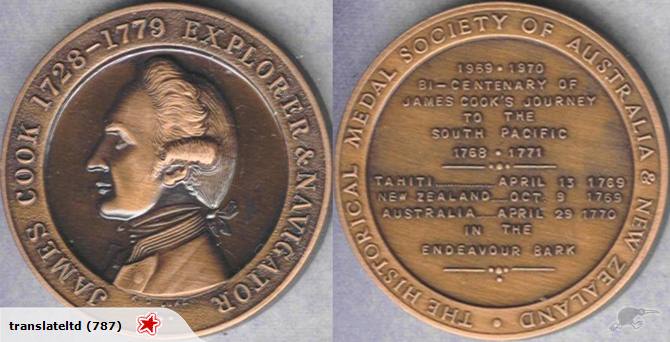 JAMES COOK 1728-1779 EXPLORER & NAVIGATOR
THE HISTORICAL MEDAL SOCIETY OF AUSTRALIA & NEW ZEALAND •
1969 • 1970
BI-CENTENARY OF
JAMES COOK'S JOURNEY
TO THE
SOUTH PACIFIC
1768 • 1771
TAHITI........ APRIL 13 1769
NEW ZEALAND... OCT. 9 1769
AUSTRALIA... APRIL 29 1770
IN THE
ENDEAVOUR BARK
translateltd (787)